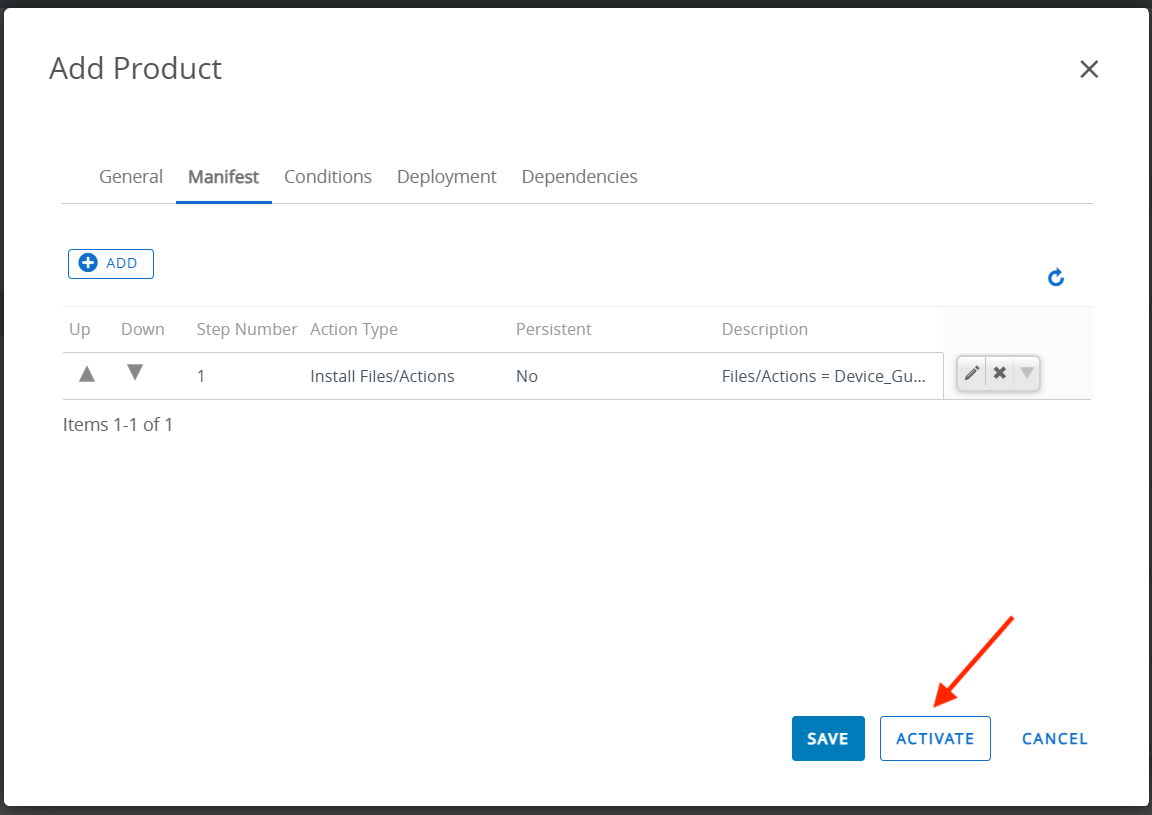 Add Product
General Manifest Conditions Deployment Dependencies
ADD
Up Down Step Number Action Type Persistent Description
1 Install Files/Actions No Files/Actions = Device_Gu...
Items 1-1 of 1
SAVE ACTIVATE CANCEL